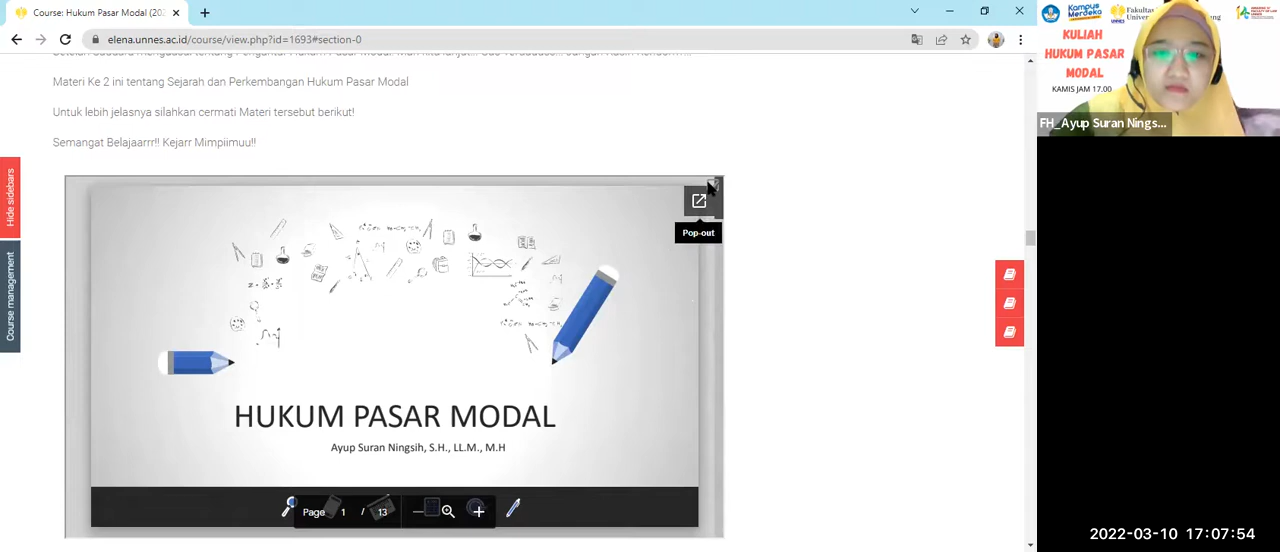 Course: Hukum Pasar Modal (202
elena.unnes.ac.id/course/view.php?id=1693#section-0
Materi Ke 2 ini tentang Sejarah dan Perkembangan Hukum Pasar Modal
Untuk lebih jelasnya silahkan cermati Materi tersebut berikut!
Semangat Belajaarrr!! Kejarr Mimpiimuu!!
Hide sidebars
Course management
Pop-out
HUKUM PASAR MODAL
Ayup Suran Ningsih, S.H., LL.M., M.H
Page 1 / 13
Kampus
Merdeka
KULIAH
HUKUM PASAR
MODAL
KAMIS JAM 17.00
FH_Ayup Suran Nings...
2022-03-10 17:07:54